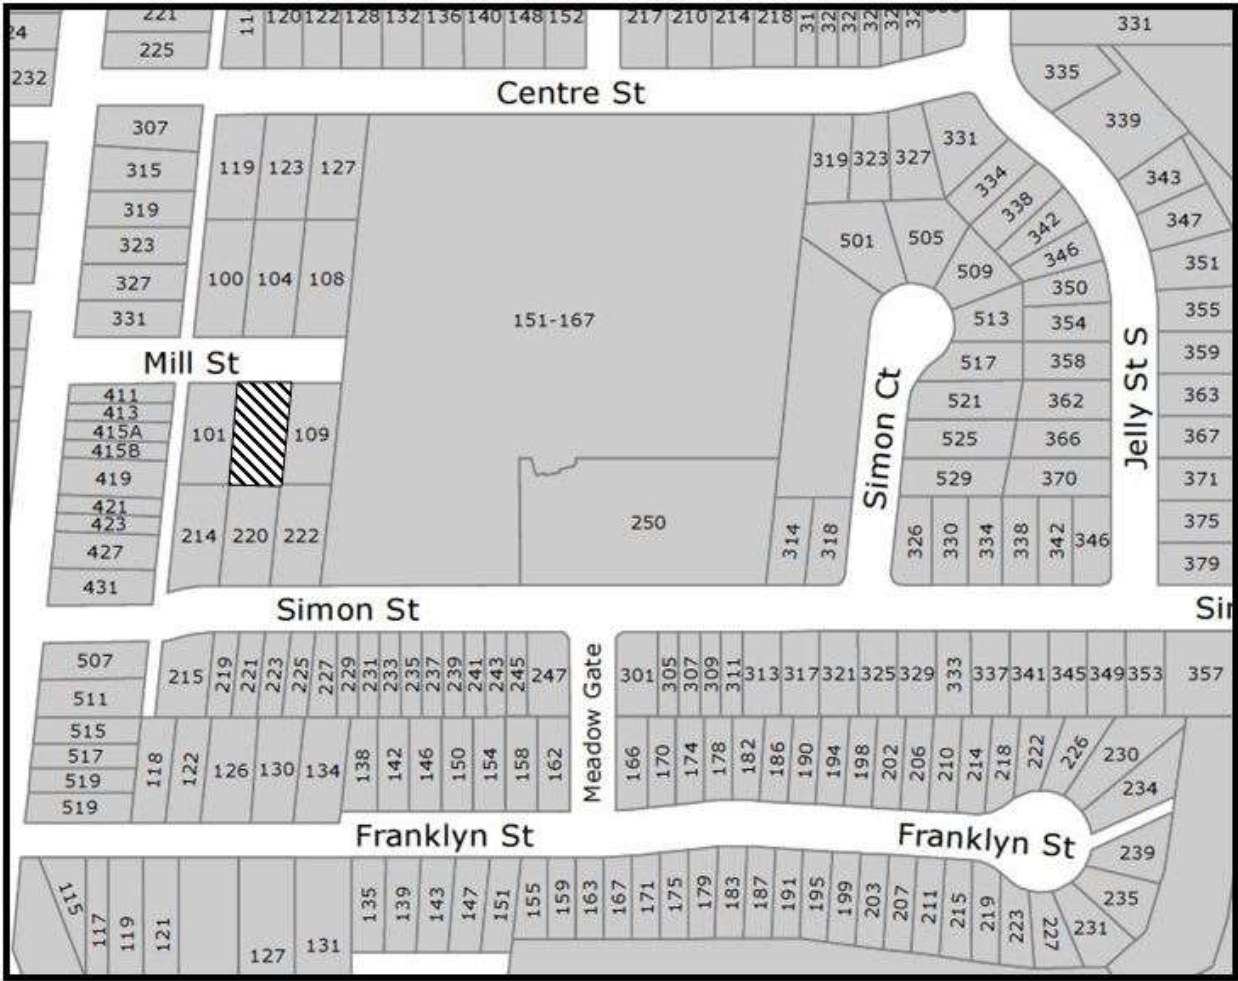 221 11 120 122 128 132 136 140 148 152 217 210 214 218 331
24
225
232
335
Centre St
339
307
331
315 119 123 127 319 323 327
334 343
319 338
342 347
323 501 505
346 351
327 100 104 108 509
350
331 151-167 513 354 355
Mill St 517 358 359
411
413
415A
415B
101 109
521 362 363
525 366 367
419
421
423
427
431
529 370 371
Simon Ct
Jelly St S
214 220 222 250 314 318 326 330 334 338 342 346 375
379
Simon St
Sir
507
511
215 219 221 223 225 227 229 231 233 235 237 239 241 243 245 247
Meadow Gate
301 305 307 309 311 313 317 321 325 329 333 337 341 345 349 353 357
515
517
519
519
118 122 126 130 134 138 142 146 150 154 158 162
166 170 174 178 182 186 190 194 198 202 206 210 214 218 222 226 230
234
Franklyn St
Franklyn St
239
235
231
115 117 119 121 127 131 135 139 143 147 151 155 159 163 167 171 175 179 183 187 191 195 199 203 207 211 215 219 223 227